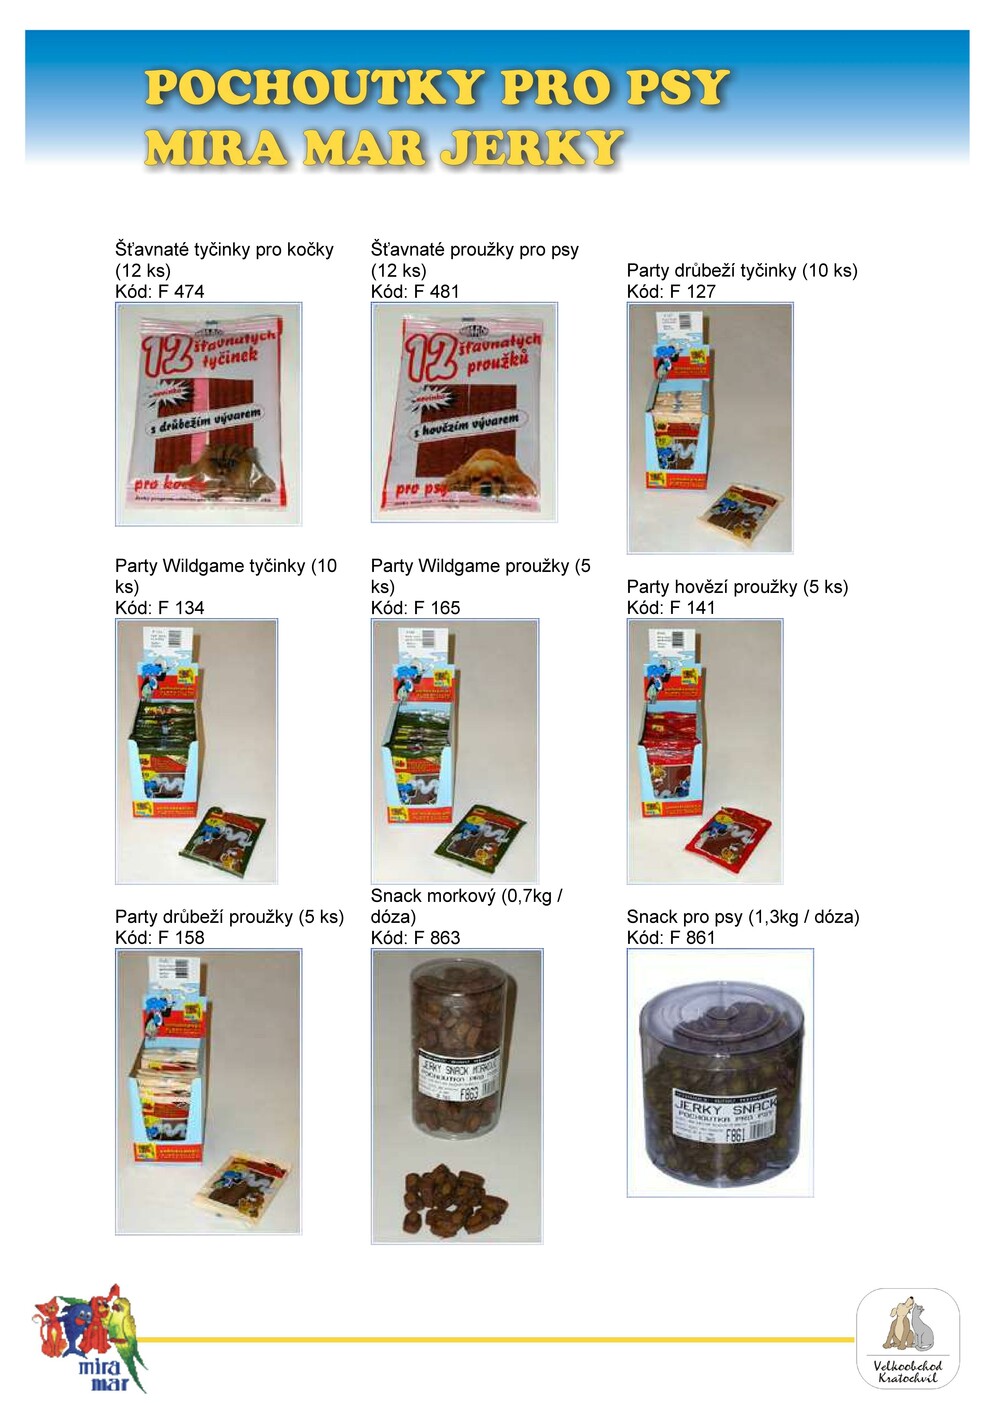 POCHOUTKY PRO PSY
MIRA MAR JERKY
Šťavnaté tyčinky pro kočky
(12 ks)
Kód: F 474
Šťavnaté proužky pro psy
(12 ks)
Kód: F 481
Party drůbeží tyčinky (10 ks)
Kód: F 127
12 šťavnatých
tyčinek
novinka
s drůbežím vývarem
pro
12 šťavnatých
proužků
novinka
s hovězím vývarem
pro psy
Party Wildgame tyčinky (10
ks)
Kód: F 134
Party Wildgame proužky (5
ks)
Kód: F 165
Party hovězí proužky (5 ks)
Kód: F 141
Party drůbeží proužky (5 ks)
Kód: F 158
Snack morkový (0,7kg /
dóza)
Kód: F 863
Snack pro psy (1,3kg / dóza)
Kód: F 861
JERKY SNACK
POCHOUTKA PRO
F863
JERKY SNACK
POCHOUTKA PRO PSY
F861
mira
mar
Velkoobchod
Kratochvíl